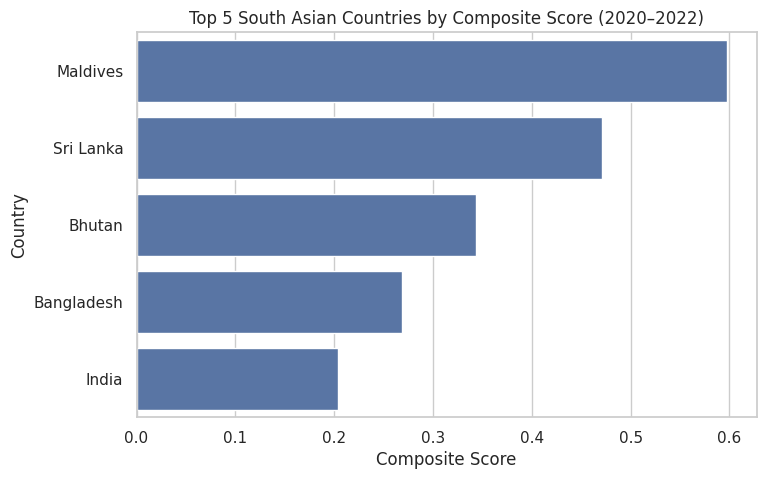 Top 5 South Asian Countries by Composite Score (2020–2022)
Maldives
Sri Lanka
Bhutan
Bangladesh
India
Country
0.0 0.1 0.2 0.3 0.4 0.5 0.6
Composite Score